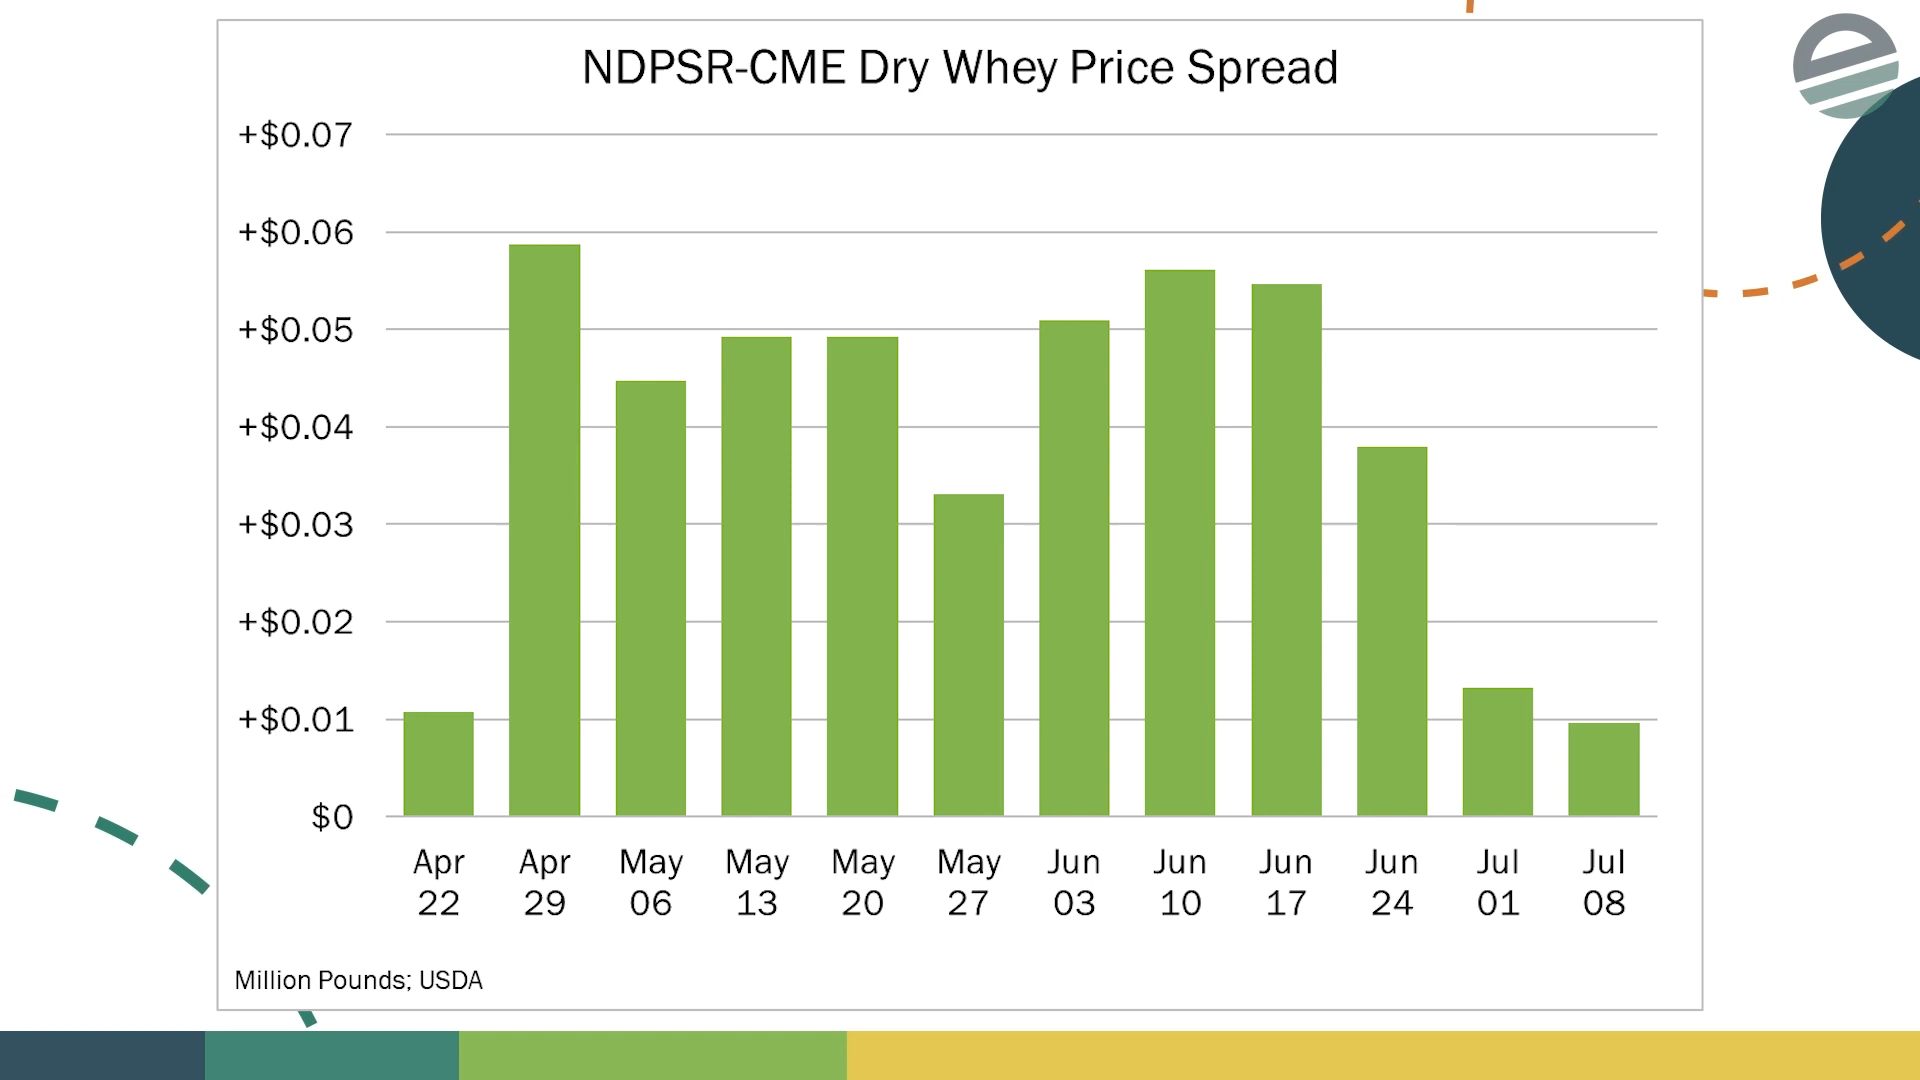 NDPSR-CME Dry Whey Price Spread
+$0.07
+$0.06
+$0.05
+$0.04
+$0.03
+$0.02
+$0.01
$0
Apr 22
Apr 29
May 06
May 13
May 20
May 27
Jun 03
Jun 10
Jun 17
Jun 24
Jul 01
Jul 08
Million Pounds; USDA